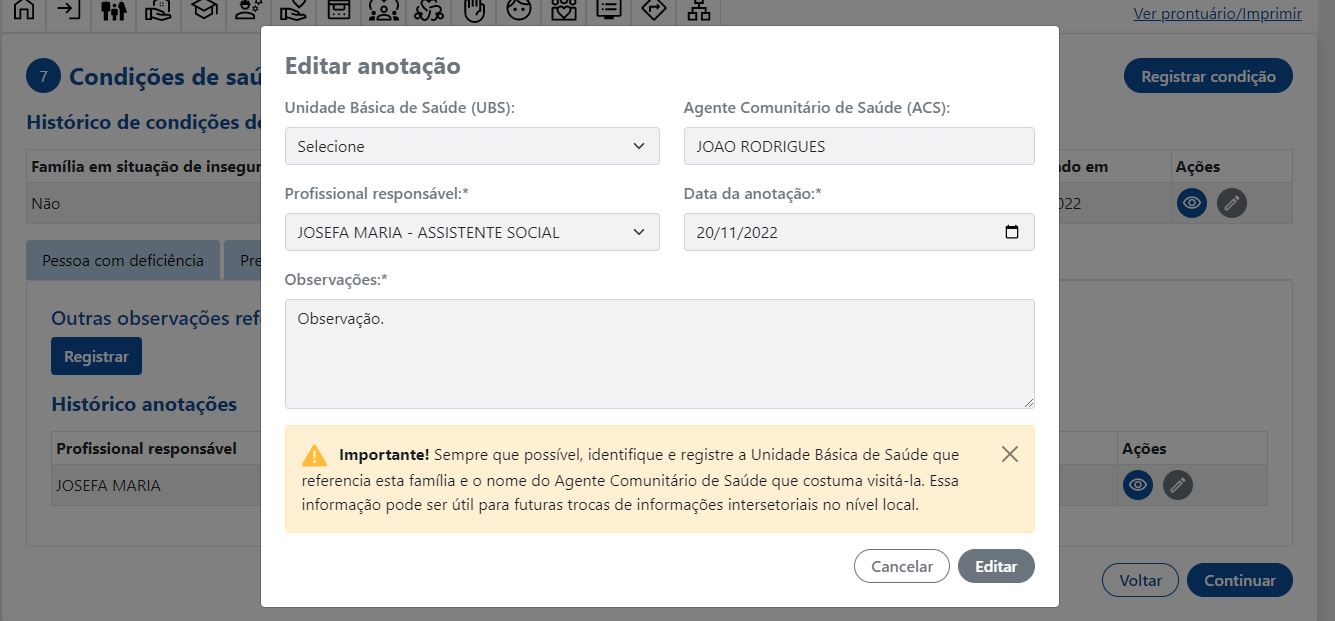 Ver prontuário/Imprimir
7 Condições de saú
Registrar condição
Histórico de condições de
Família em situação de insegur
do em
Ações
Não
022
Pessoa com deficiência
Pre
Outras observações ref
Registrar
Histórico anotações
Profissional responsável
Ações
JOSEFA MARIA
Voltar
Continuar
Editar anotação
Unidade Básica de Saúde (UBS):
Agente Comunitário de Saúde (ACS):
Selecione
JOAO RODRIGUES
Profissional responsável:*
Data da anotação:*
JOSEFA MARIA - ASSISTENTE SOCIAL
20/11/2022
Observações:*
Observação.
Importante! Sempre que possível, identifique e registre a Unidade Básica de Saúde que
referencia esta família e o nome do Agente Comunitário de Saúde que costuma visitá-la. Essa
informação pode ser útil para futuras trocas de informações intersetoriais no nível local.
Cancelar
Editar